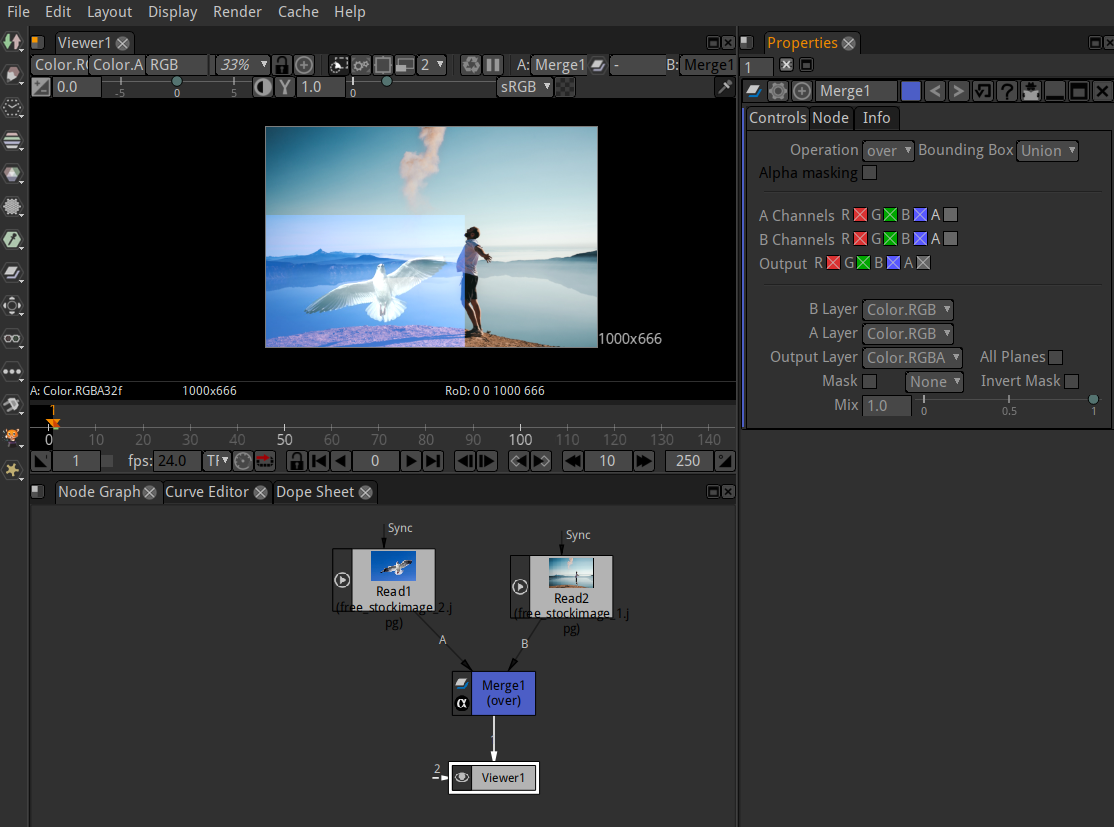 File Edit Layout Display Render Cache Help
Viewer1
Properties
Color.R Color.A RGB 33% 2 A: Merge1 - B: Merge1
1
0.0 -5 0 5 Y 1.0 0 sRGB
Merge1 < > ?
Controls Node Info
Operation over Bounding Box Union
Alpha masking
A Channels R G B A
B Channels R G B A
Output R G B A
B Layer Color.RGB
A Layer Color.RGB
Output Layer Color.RGBA All Planes
Mask None Invert Mask
Mix 1.0 0 0.5 1
1000x666
A: Color.RGBA32f 1000x666 RoD: 0 0 1000 666
1
0 10 20 30 40 50 60 70 80 90 100 110 120 130 140
1 fps: 24.0 TF 0 10 250
Node Graph Curve Editor Dope Sheet
Sync
Sync
Read1
(free_stockimage_2.j
pg)
Read2
(free_stockimage_1.j
pg)
A
B
Merge1
(over)
α
2
Viewer1